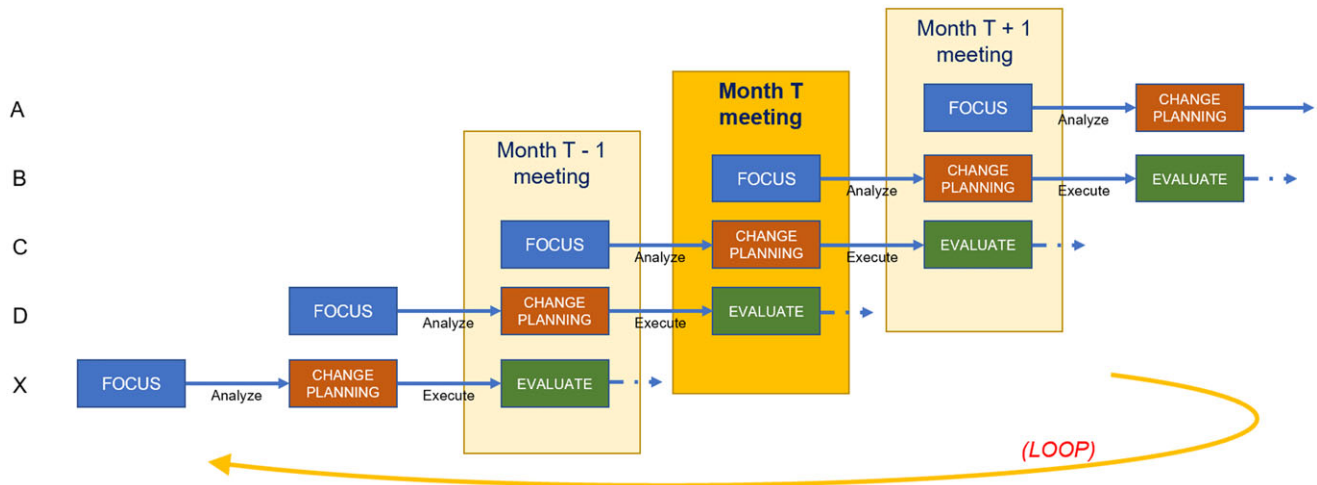 Month T + 1
meeting
A
FOCUS
Analyze
CHANGE
PLANNING
Month T
meeting
Month T - 1
meeting
B
FOCUS
Analyze
CHANGE
PLANNING
Execute
EVALUATE
C
FOCUS
Analyze
CHANGE
PLANNING
Execute
EVALUATE
D
FOCUS
Analyze
CHANGE
PLANNING
Execute
EVALUATE
X
FOCUS
Analyze
CHANGE
PLANNING
Execute
EVALUATE
(LOOP)